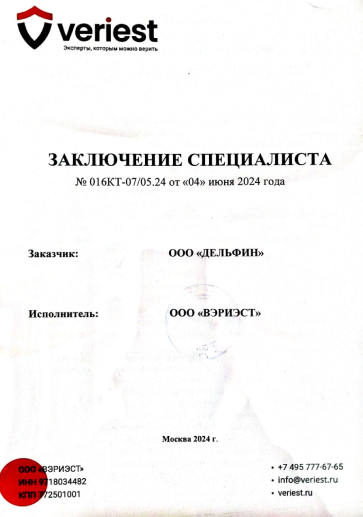 veriest
Эксперты, которым можно верить
ЗАКЛЮЧЕНИЕ СПЕЦИАЛИСТА
№ 016КТ-07/05.24 от «04» июня 2024 года
Заказчик: ООО «ДЕЛЬФИН»
Исполнитель: ООО «ВЭРИЭСТ»
Москва 2024 г.
ООО «ВЭРИЭСТ»
ИНН 9718034482
КПП 772501001
• +7 495 777-67-65
• info@veriest.ru
• veriest.ru